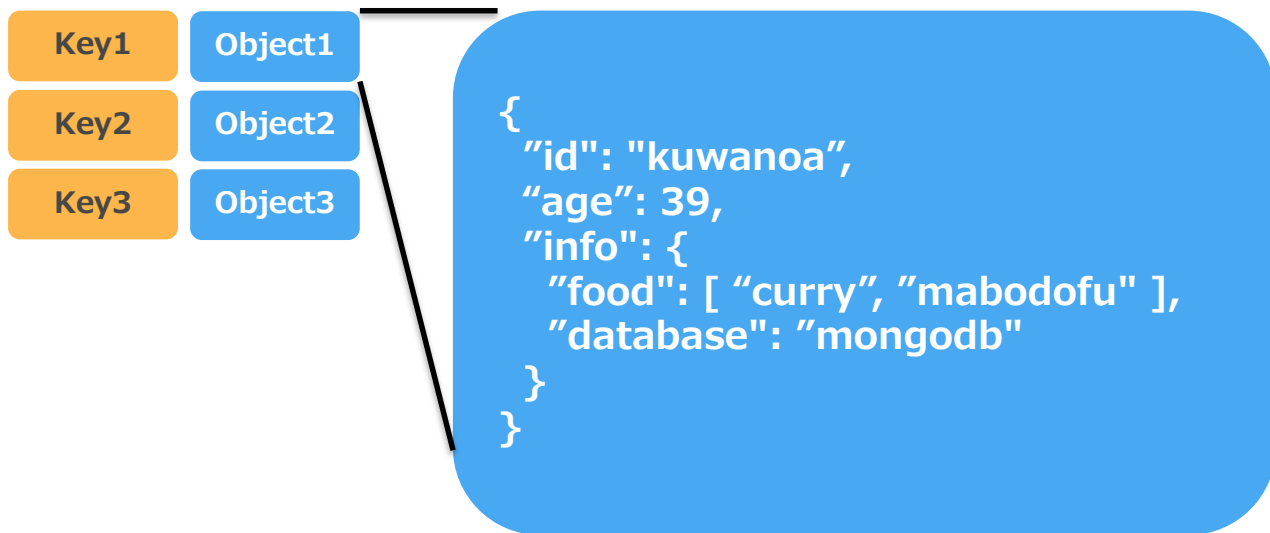 Key1 Object1
Key2 Object2
Key3 Object3
{
″id": "kuwanoa″,
“age″: 39,
″info": {
″food": [ “curry″, ″mabodofu" ],
″database": ″mongodb"
}
}